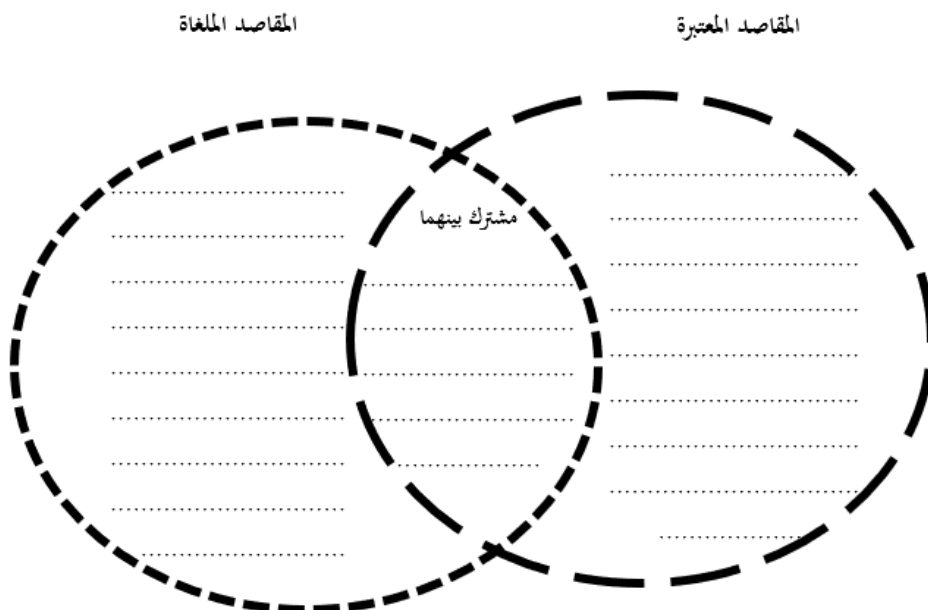 المقاصد المعتبرة
المقاصد الملغاة
مشترك بينهما